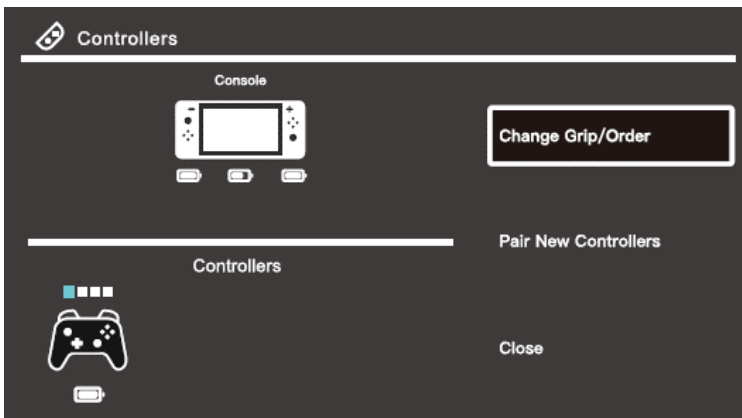 Controllers
Console
Change Grip/Order
Pair New Controllers
Controllers
Close